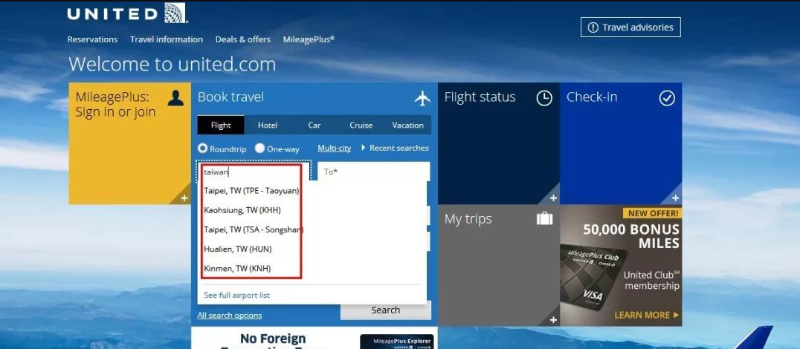 UNITED
Travel advisories
Reservations Travel information Deals & offers MileagePlus®
Welcome to united.com
MileagePlus:
Sign in or join
Book travel
Flight Hotel Car Cruise Vacation
Roundtrip One-way Multi-city Recent searches
taiwan
To*
Taipei, TW (TPE - Taoyuan)
Kaohsiung, TW (KHH)
Taipei, TW (TSA - Songshan)
Hualien, TW (HUN)
Kinmen, TW (KNH)
See full airport list
All search options
Search
Flight status
Check-in
My trips
NEW OFFER!
50,000 BONUS
MILES
MileagePlus Club
VISA
United Club℠
membership
LEARN MORE
No Foreign
MileagePlus Explorer